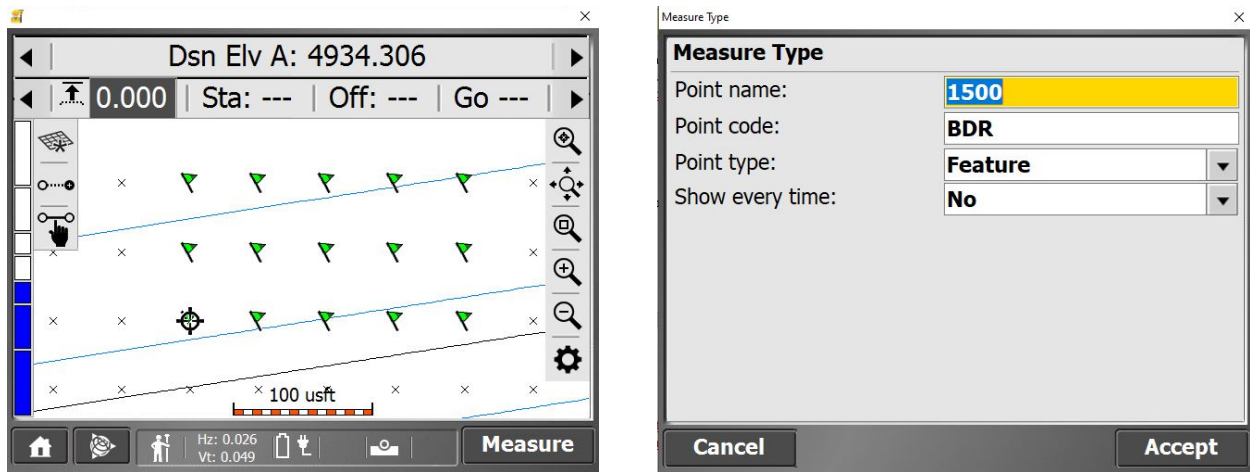 Dsn Elv A: 4934.306
0.000 | Sta: --- | Off: --- | Go ---
100 usft
Hz: 0.026
Vt: 0.049
Measure
Measure Type
Measure Type
Point name: 1500
Point code: BDR
Point type: Feature
Show every time: No
Cancel
Accept